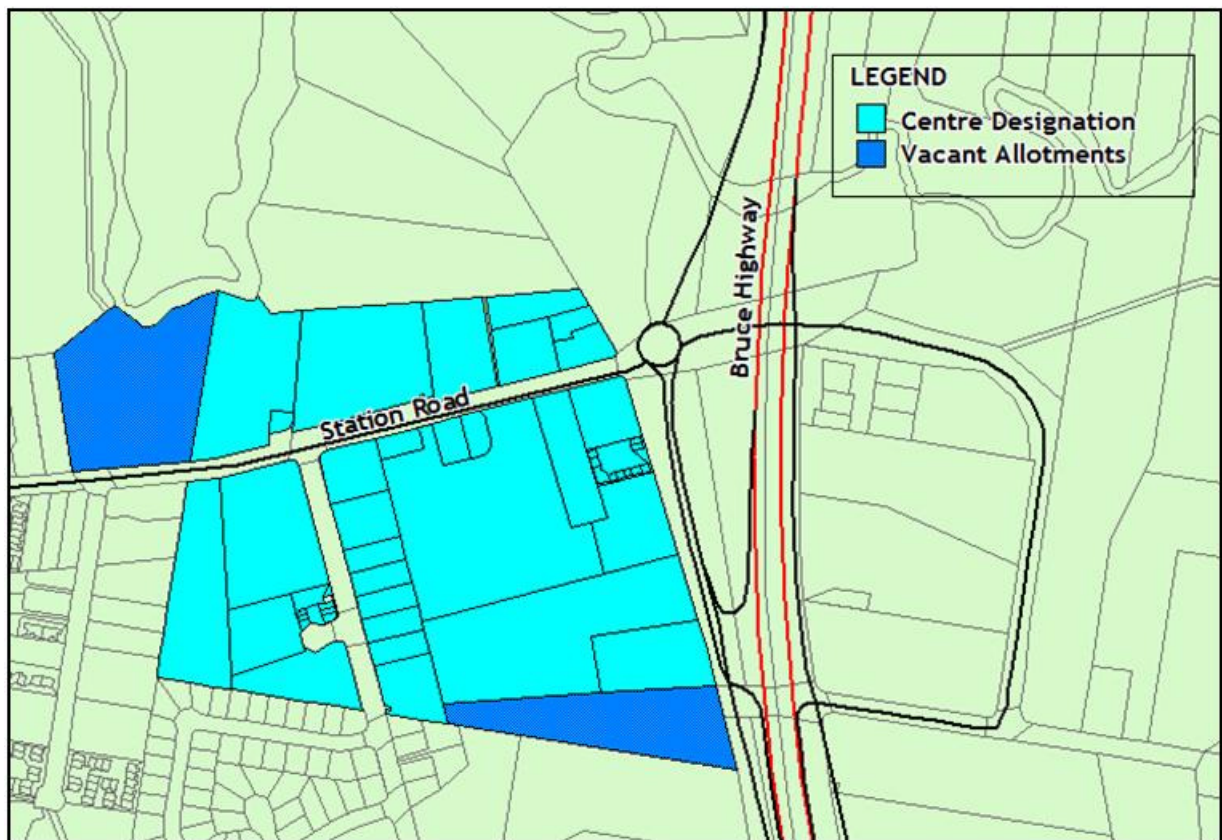 LEGEND
Centre Designation
Vacant Allotments
Bruce Highway
Station Road